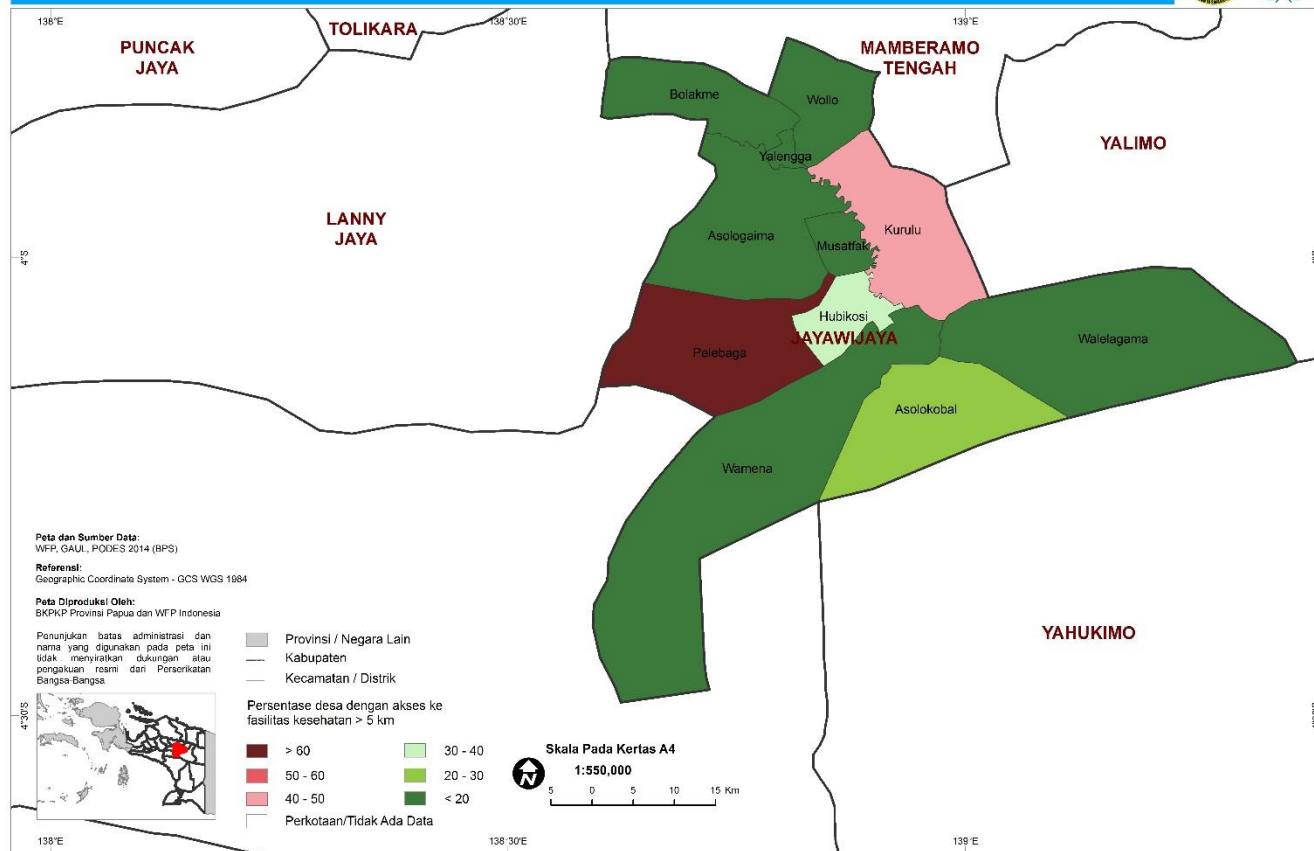 138°E
138°30'E
139°E
TOLIKARA
PUNCAK
JAYA
MAMBERAMO
TENGAH
Bolakme
Wollo
YALIMO
Yalengga
LANNY
JAYA
Asologaima
Musatfak
Kurulu
4°S
Hubikosi
JAYAWIJAYA
Pelebaga
Walelagama
Asolokobal
Wamena
YAHUKIMO
4°30'S
Peta dan Sumber Data:
WFP, GAUL, PODES 2014 (BPS)
Referensi:
Geographic Coordinate System - GCS WGS 1984
Peta Diproduksi Oleh:
BKPKP Provinsi Papua dan WFP Indonesia
Penunjukan batas administrasi dan
nama yang digunakan pada peta ini
tidak menyiratkan dukungan atau
pengakuan resmi dari Perserikatan
Bangsa-Bangsa
Provinsi / Negara Lain
Kabupaten
Kecamatan / Distrik
Persentase desa dengan akses ke
fasilitas kesehatan > 5 km
> 60
50 - 60
40 - 50
30 - 40
20 - 30
< 20
Perkotaan/Tidak Ada Data
N
Skala Pada Kertas A4
1:550,000
5 0 5 10 15 Km
138°E
138°30'E
139°E